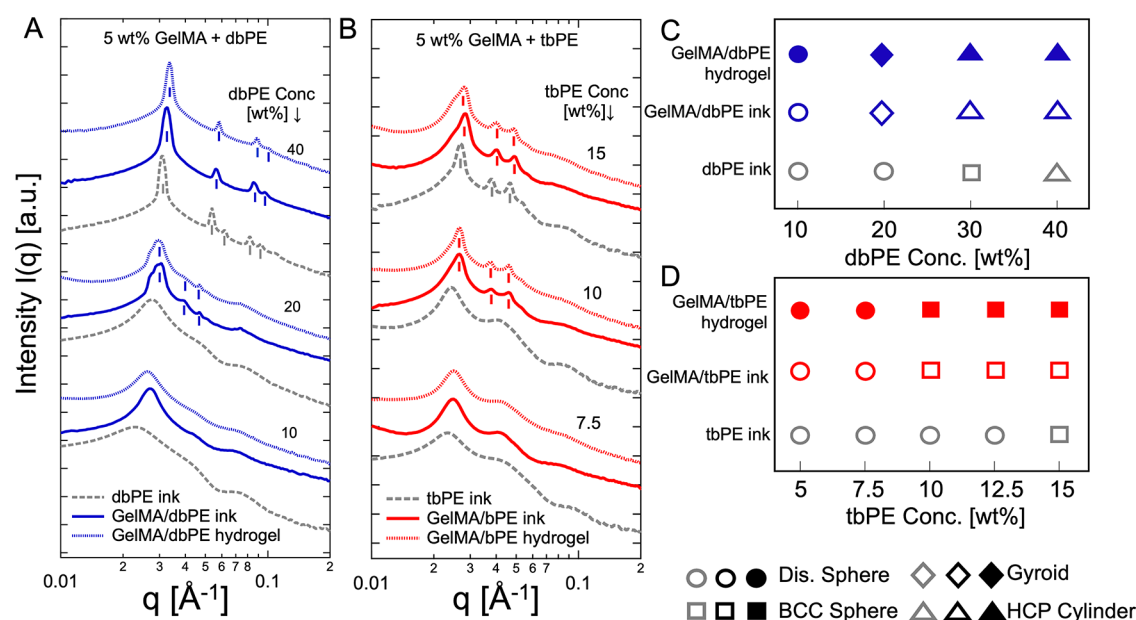 A
5 wt% GelMA + dbPE
dbPE Conc
[wt%] ↓
40
20
10
dbPE ink
GelMA/dbPE ink
GelMA/dbPE hydrogel
0.01
2
3
4
5
6
7
8
0.1
2
q [Å-1]
Intensity I(q) [a.u.]
B
5 wt% GelMA + tbPE
tbPE Conc
[wt%]↓
15
10
7.5
tbPE ink
GelMA/bPE ink
GelMA/bPE hydrogel
0.01
2
3
4
5
6
7
0.1
2
q [Å-1]
C
GelMA/dbPE
hydrogel
GelMA/dbPE ink
dbPE ink
10 20 30 40
dbPE Conc. [wt%]
D
GelMA/tbPE
hydrogel
GelMA/tbPE ink
tbPE ink
5 7.5 10 12.5 15
tbPE Conc. [wt%]
Dis. Sphere
Gyroid
BCC Sphere
HCP Cylinder